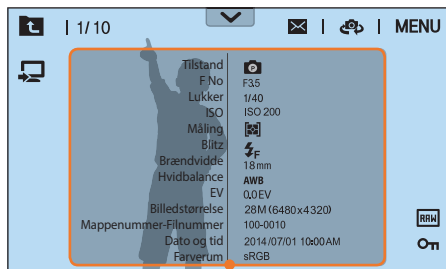 1/10 MENU
Tilstand P
F No F3.5
Lukker 1/40
ISO ISO 200
Måling
Blitz F
Brændvidde 18mm
Hvidbalance AWB
EV 0.0EV
Billedstørrelse 28M (6480x4320)
Mappenummer-Filnummer 100-0010
RAW
Dato og tid 2014/07/01 10:00AM
Farverum sRGB